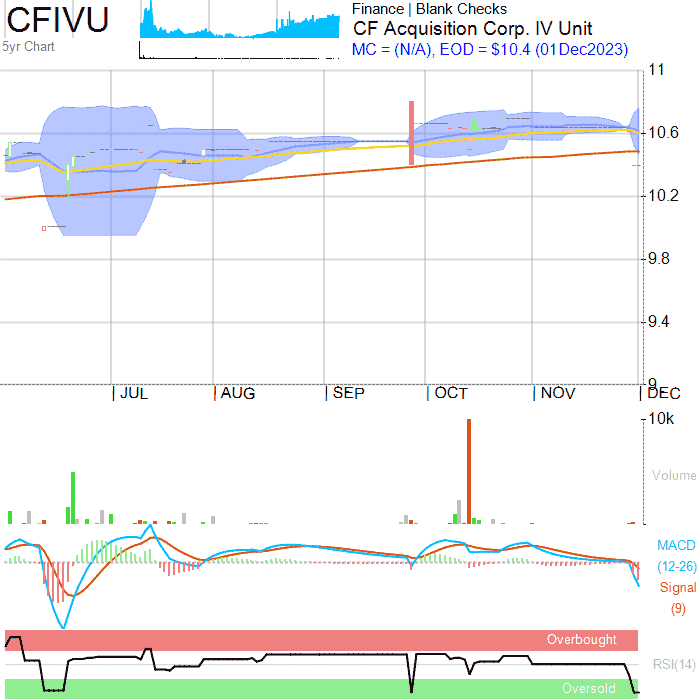 CFIVU
5yr Chart
Finance | Blank Checks
CF Acquisition Corp. IV Unit
MC = (N/A), EOD = $10.4 (01Dec2023)
11
10.6
10.2
9.8
9.4
9
JUL AUG SEP OCT NOV DEC
10k
Volume
MACD
(12-26)
Signal
(9)
Overbought
RSI(14)
Oversold